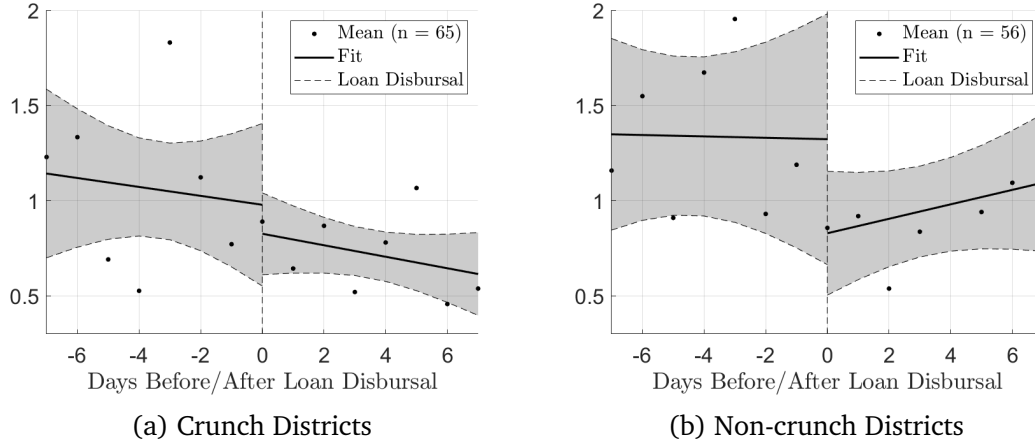 2
1.5
1
0.5
-6
-4
-2
0
2
4
6
Mean (n = 65)
Fit
Loan Disbursal
Days Before/After Loan Disbursal
(a) Crunch Districts
2
1.5
1
0.5
-6
-4
-2
0
2
4
6
Mean (n = 56)
Fit
Loan Disbursal
Days Before/After Loan Disbursal
(b) Non-crunch Districts